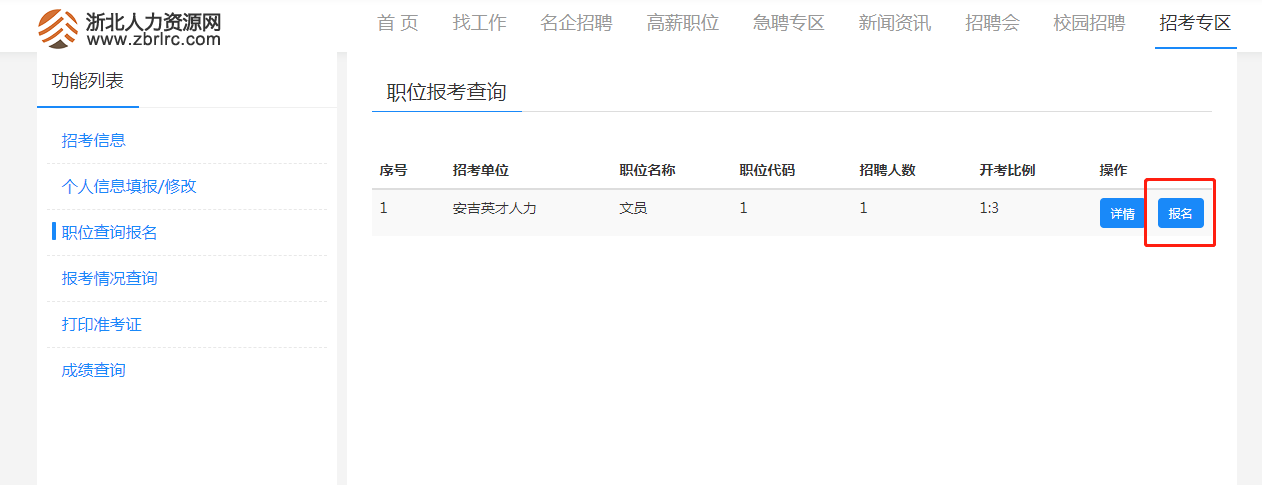 浙北人力资源网
www.zbrlrc.com
首 页 找工作 名企招聘 高薪职位 急聘专区 新闻资讯 招聘会 校园招聘 招考专区
功能列表
招考信息
个人信息填报/修改
职位查询报名
报考情况查询
打印准考证
成绩查询
职位报考查询
序号 招考单位 职位名称 职位代码 招聘人数 开考比例 操作
1 安吉英才人力 文员 1 1 1:3 详情 报名